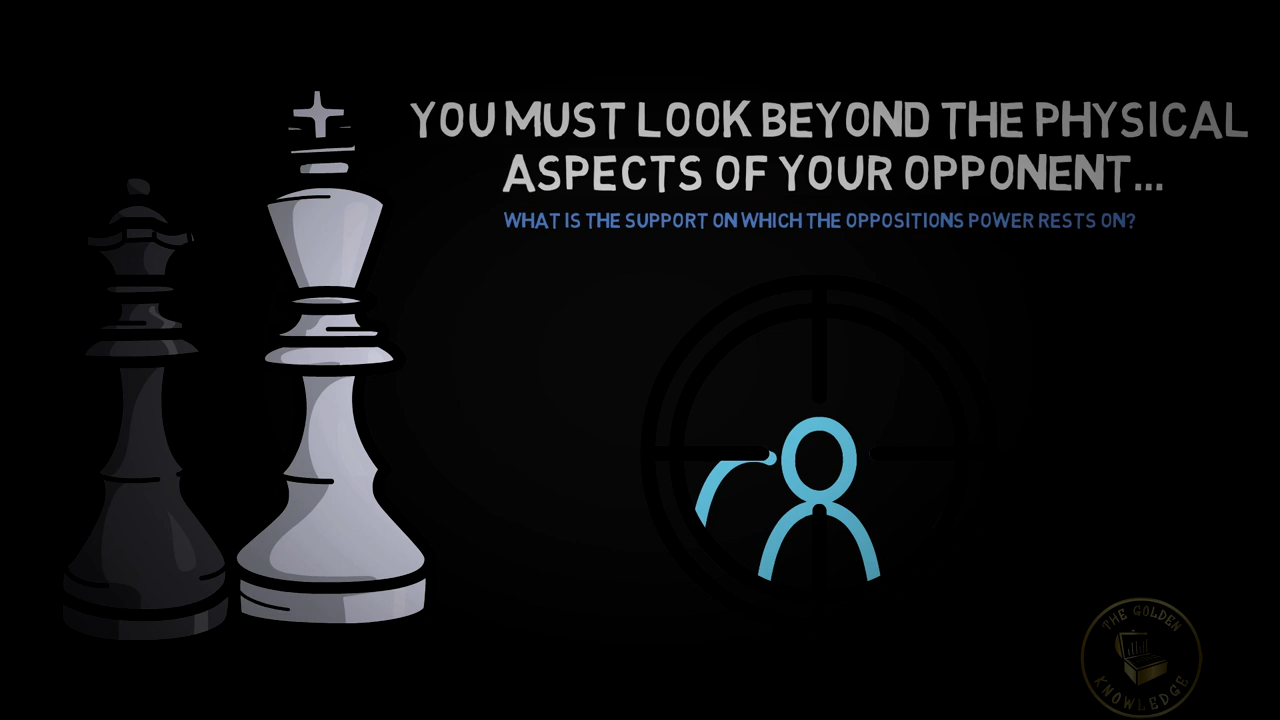 YOU MUST LOOK BEYOND THE PHYSICAL
ASPECTS OF YOUR OPPONENT...
WHAT IS THE SUPPORT ON WHICH THE OPPOSITIONS POWER RESTS ON?
THE GOLDEN
KNOWLEDGE